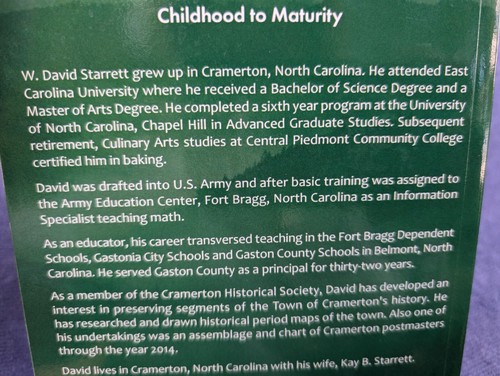 Childhood to Maturity
W. David Starrett grew up in Cramerton, North Carolina. He attended East
Carolina University where he received a Bachelor of Science Degree and a
Master of Arts Degree. He completed a sixth year program at the University
of North Carolina, Chapel Hill in Advanced Graduate Studies. Subsequent
retirement, Culinary Arts studies at Central Piedmont Community College
certified him in baking.
David was drafted into U.S. Army and after basic training was assigned to
the Army Education Center, Fort Bragg, North Carolina as an Information
Specialist teaching math.
As an educator, his career transversed teaching in the Fort Bragg Dependent
Schools, Gastonia City Schools and Gaston County Schools in Belmont, North
Carolina. He served Gaston County as a principal for thirty-two years.
As a member of the Cramerton Historical Society, David has developed an
interest in preserving segments of the Town of Cramerton's history. He
has researched and drawn historical period maps of the town. Also one of
his undertakings was an assemblage and chart of Cramerton postmasters
through the year 2014.
David lives in Cramerton, North Carolina with his wife, Kay B. Starrett.